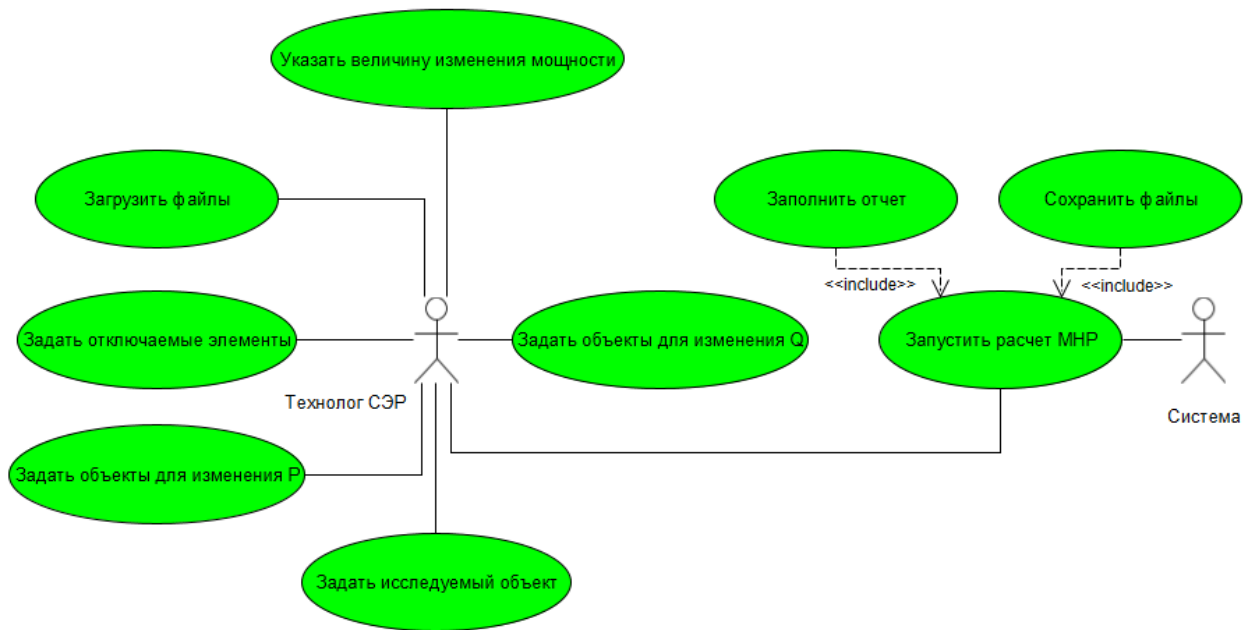 Указать величину изменения мощности
Загрузить файлы
Заполнить отчет
Сохранить файлы
<<include>>
<<include>>
Задать отключаемые элементы
Задать объекты для изменения Q
Запустить расчет МНР
Технолог СЭР
Система
Задать объекты для изменения P
Задать исследуемый объект